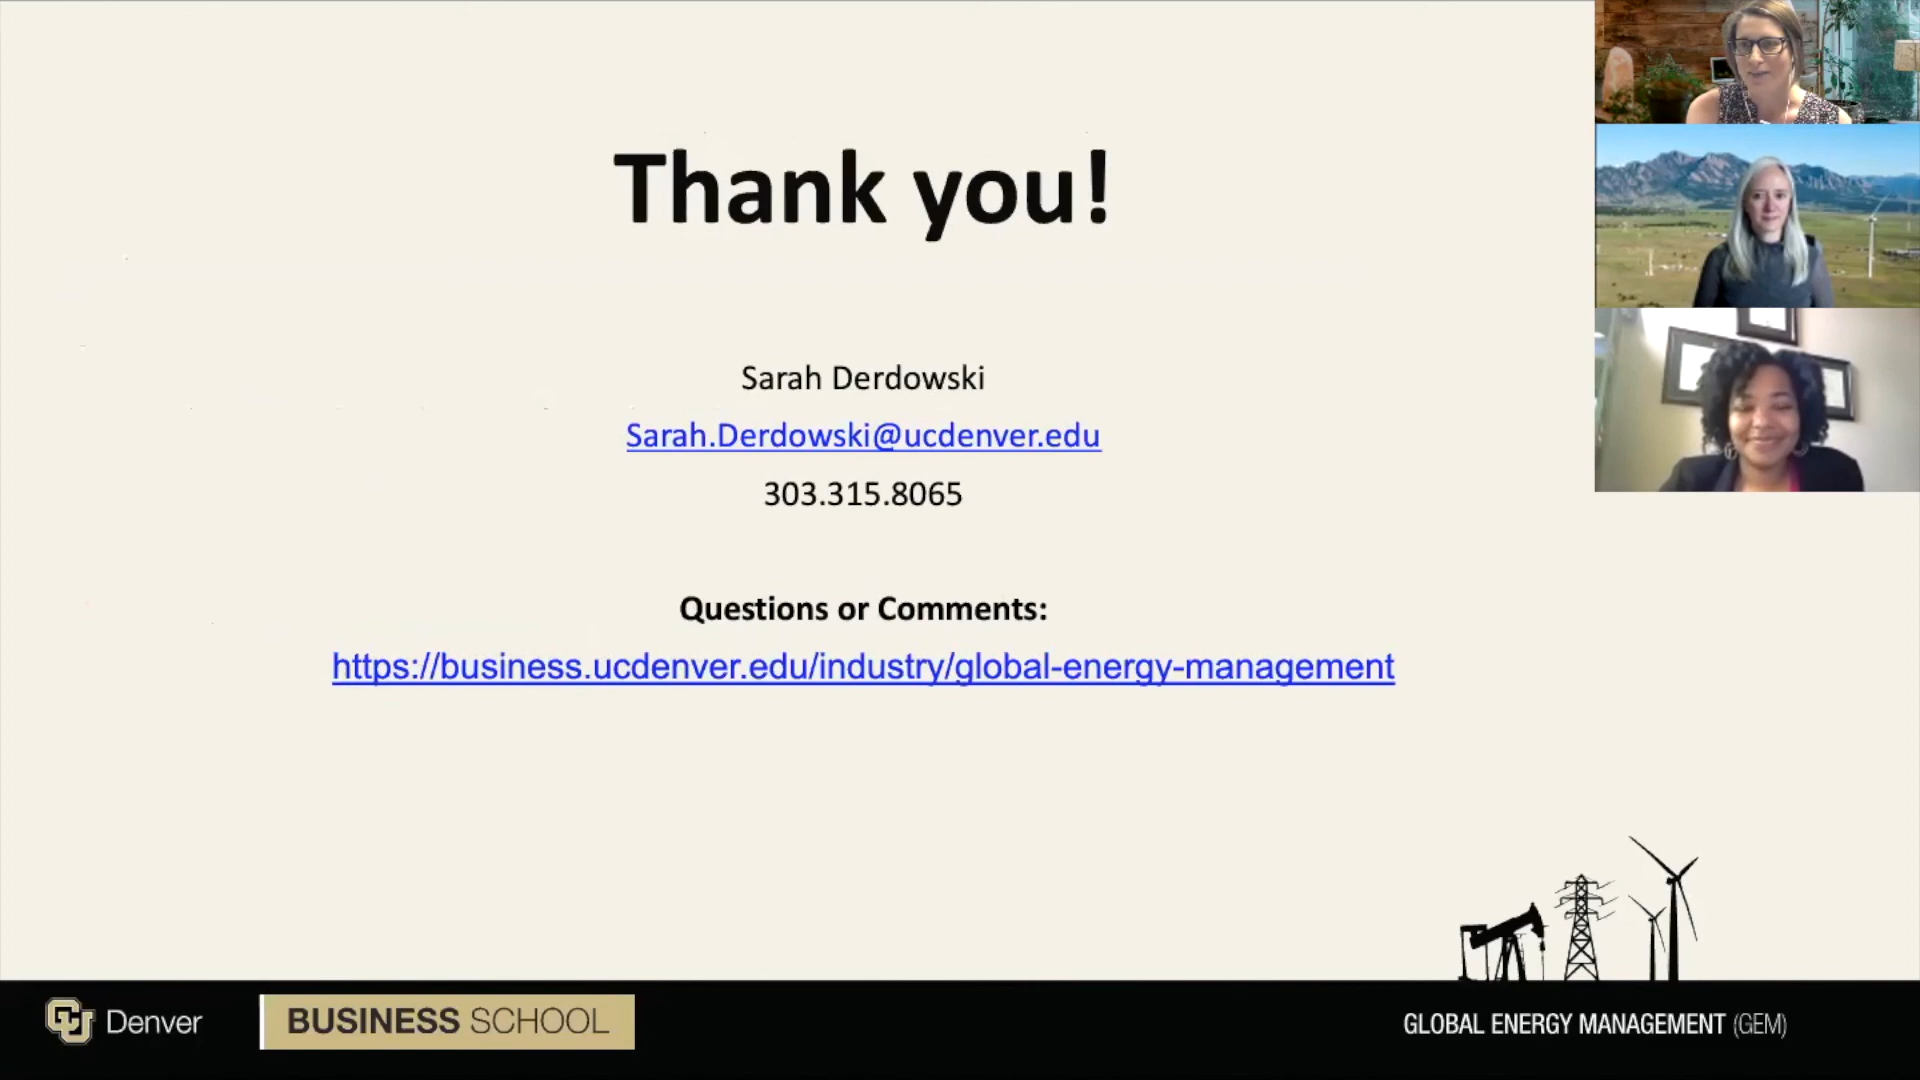 Thank you!
Sarah Derdowski
Sarah.Derdowski@ucdenver.edu
303.315.8065
Questions or Comments:
https://business.ucdenver.edu/industry/global-energy-management
CU Denver
BUSINESS SCHOOL
GLOBAL ENERGY MANAGEMENT (GEM)